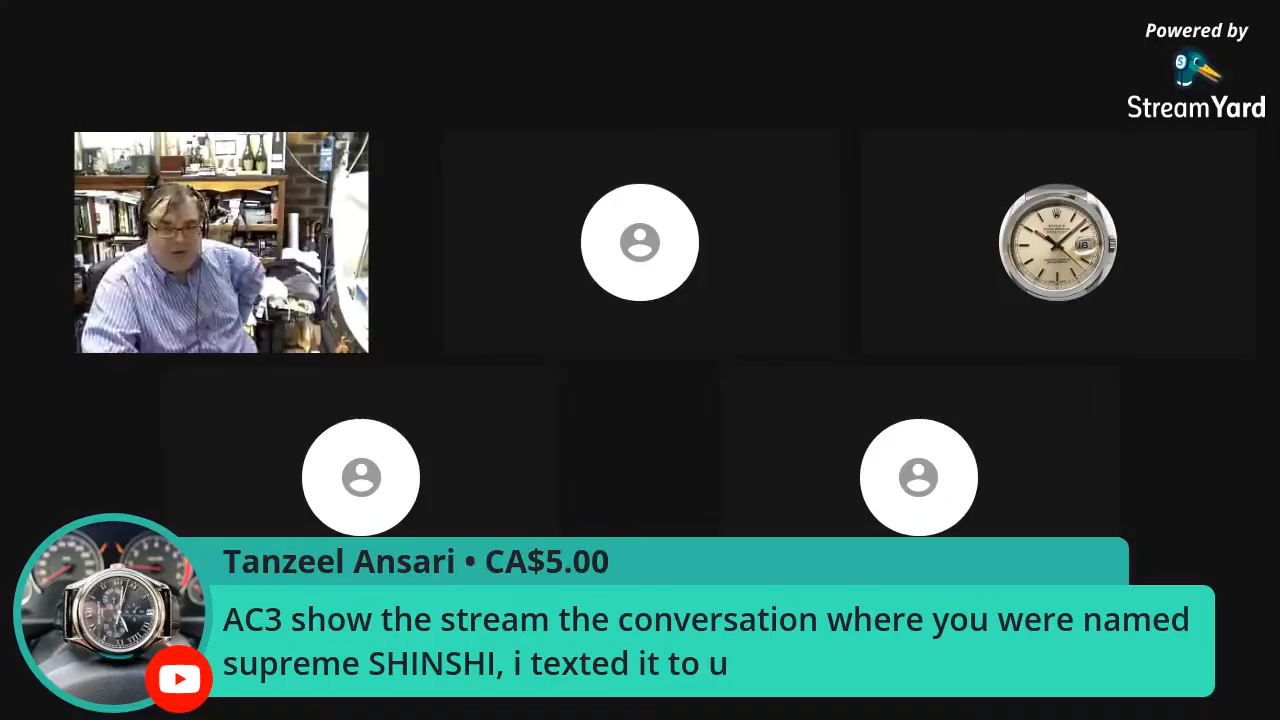 Powered by
StreamYard
Tanzeel Ansari • CA$5.00
AC3 show the stream the conversation where you were named
supreme SHINSHI, i texted it to u